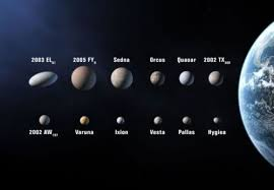 2003 EL₆₁ 2005 FY₉ Sedna Orcus Quaoar 2002 TX₃₀₀
2002 AW₁₉₇ Varuna Ixion Vesta Pallas Hygiea